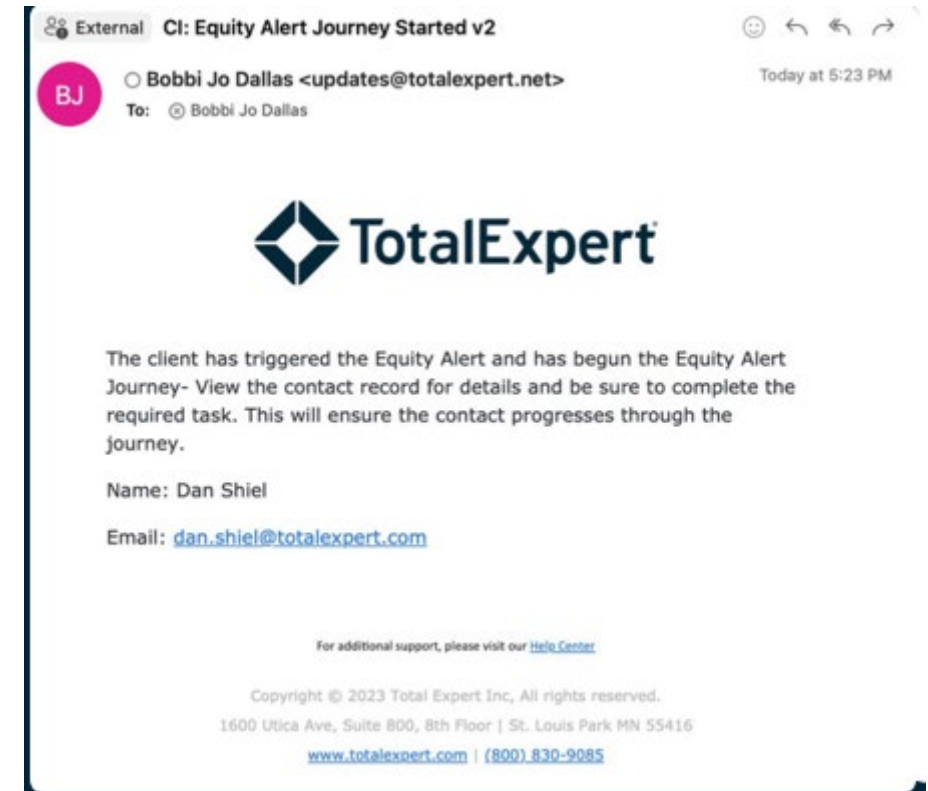 External CI: Equity Alert Journey Started v2
BJ
Bobbi Jo Dallas <updates@totalexpert.net>
Today at 5:23 PM
To: Bobbi Jo Dallas
TotalExpert
The client has triggered the Equity Alert and has begun the Equity Alert
Journey- View the contact record for details and be sure to complete the
required task. This will ensure the contact progresses through the
journey.
Name: Dan Shiel
Email: dan.shiel@totalexpert.com
For additional support, please visit our Help Center
Copyright © 2023 Total Expert Inc, All rights reserved.
1600 Utica Ave, Suite 800, 8th Floor | St. Louis Park MN 55416
www.totalexpert.com | (800) 830-9085